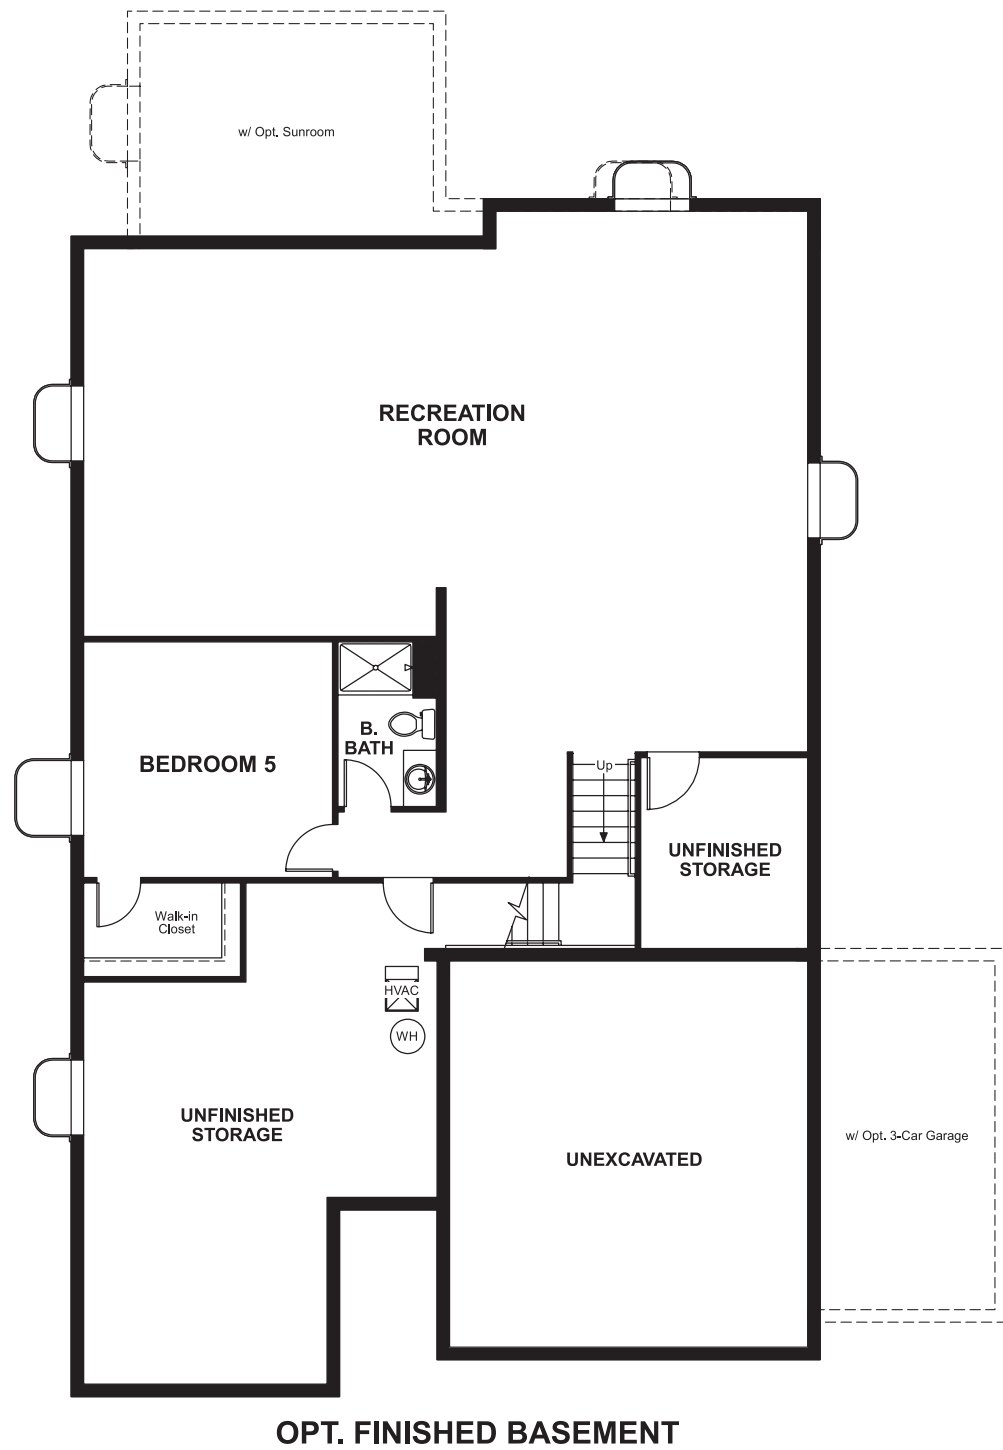 w/ Opt. Sunroom
RECREATION
ROOM
B.
BATH
BEDROOM 5
Up
UNFINISHED
STORAGE
Walk-in
Closet
HVAC
WH
UNFINISHED
STORAGE
UNEXCAVATED
w/ Opt. 3-Car Garage
OPT. FINISHED BASEMENT